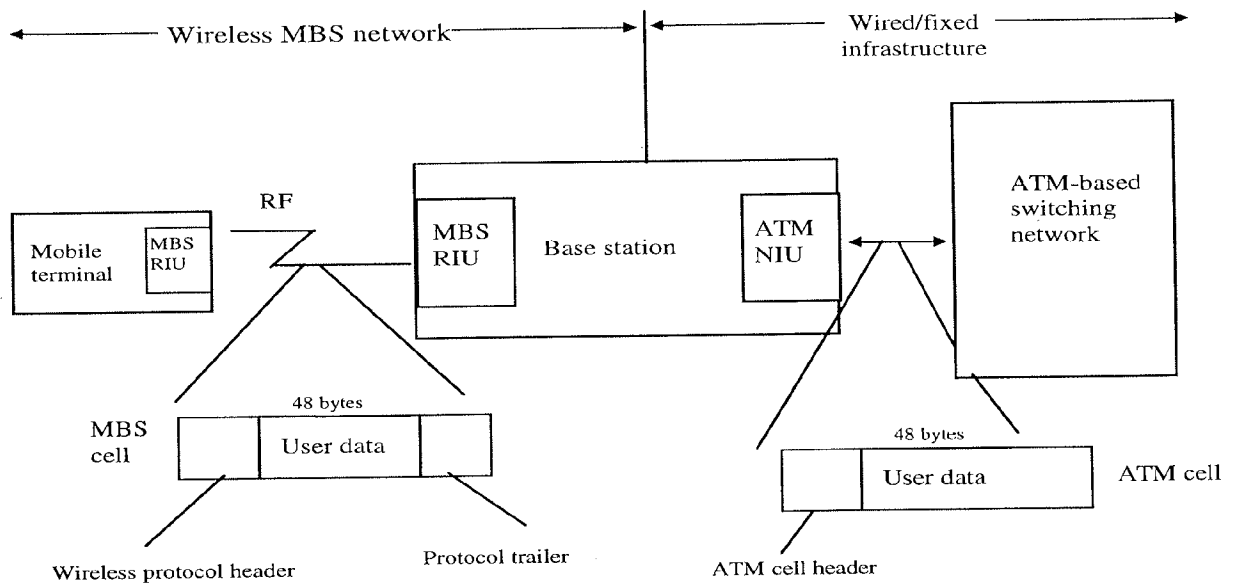 Wireless MBS network
Wired/fixed
infrastructure
RF
Mobile
terminal
MBS
RIU
MBS
RIU
Base station
ATM
NIU
ATM-based
switching
network
48 bytes
MBS
cell
User data
48 bytes
User data
ATM cell
Wireless protocol header
Protocol trailer
ATM cell header